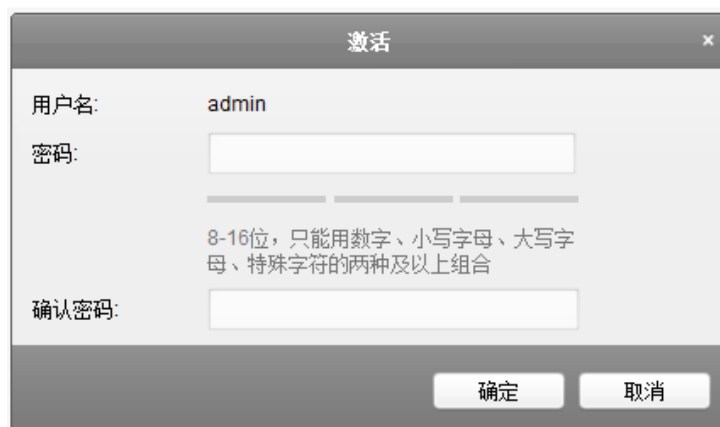 激活
×
用户名: admin
密码:
8-16位，只能用数字、小写字母、大写字
母、特殊字符的两种及以上组合
确认密码:
确定 取消